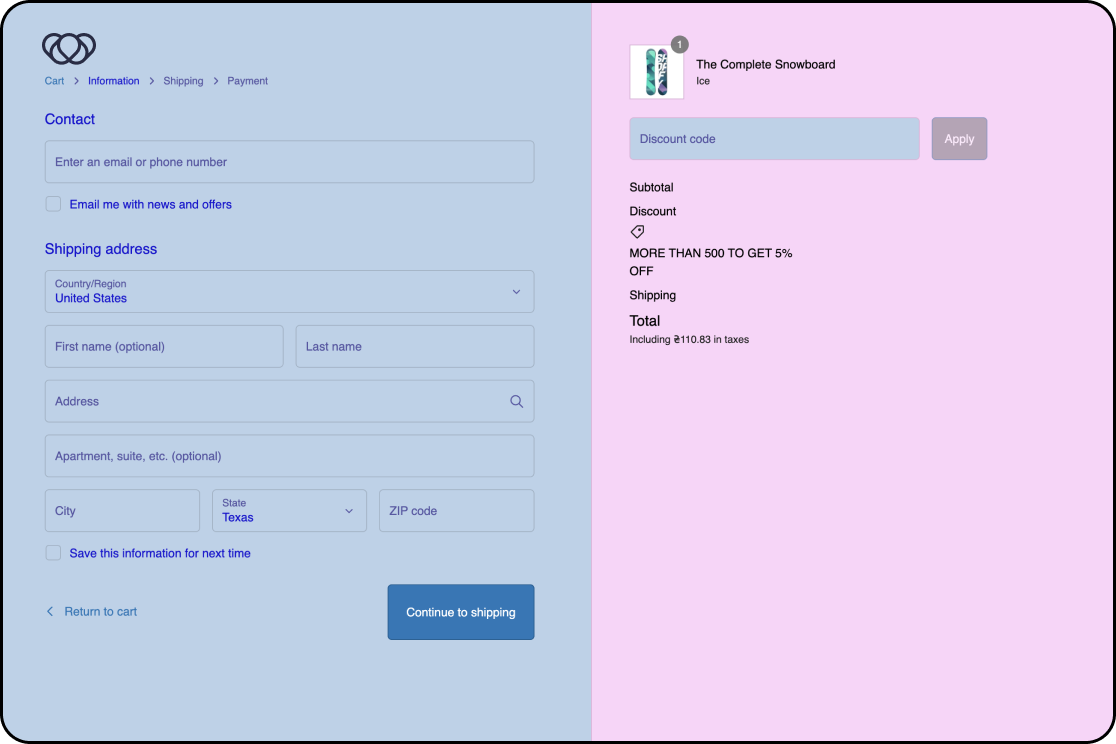 Cart > Information > Shipping > Payment
Contact
Enter an email or phone number
Email me with news and offers
Shipping address
Country/Region
United States
First name (optional)
Last name
Address
Apartment, suite, etc. (optional)
City
State
Texas
ZIP code
Save this information for next time
Return to cart
Continue to shipping
1
The Complete Snowboard
Ice
Discount code
Apply
Subtotal
Discount
MORE THAN 500 TO GET 5%
OFF
Shipping
Total
Including ₴110.83 in taxes